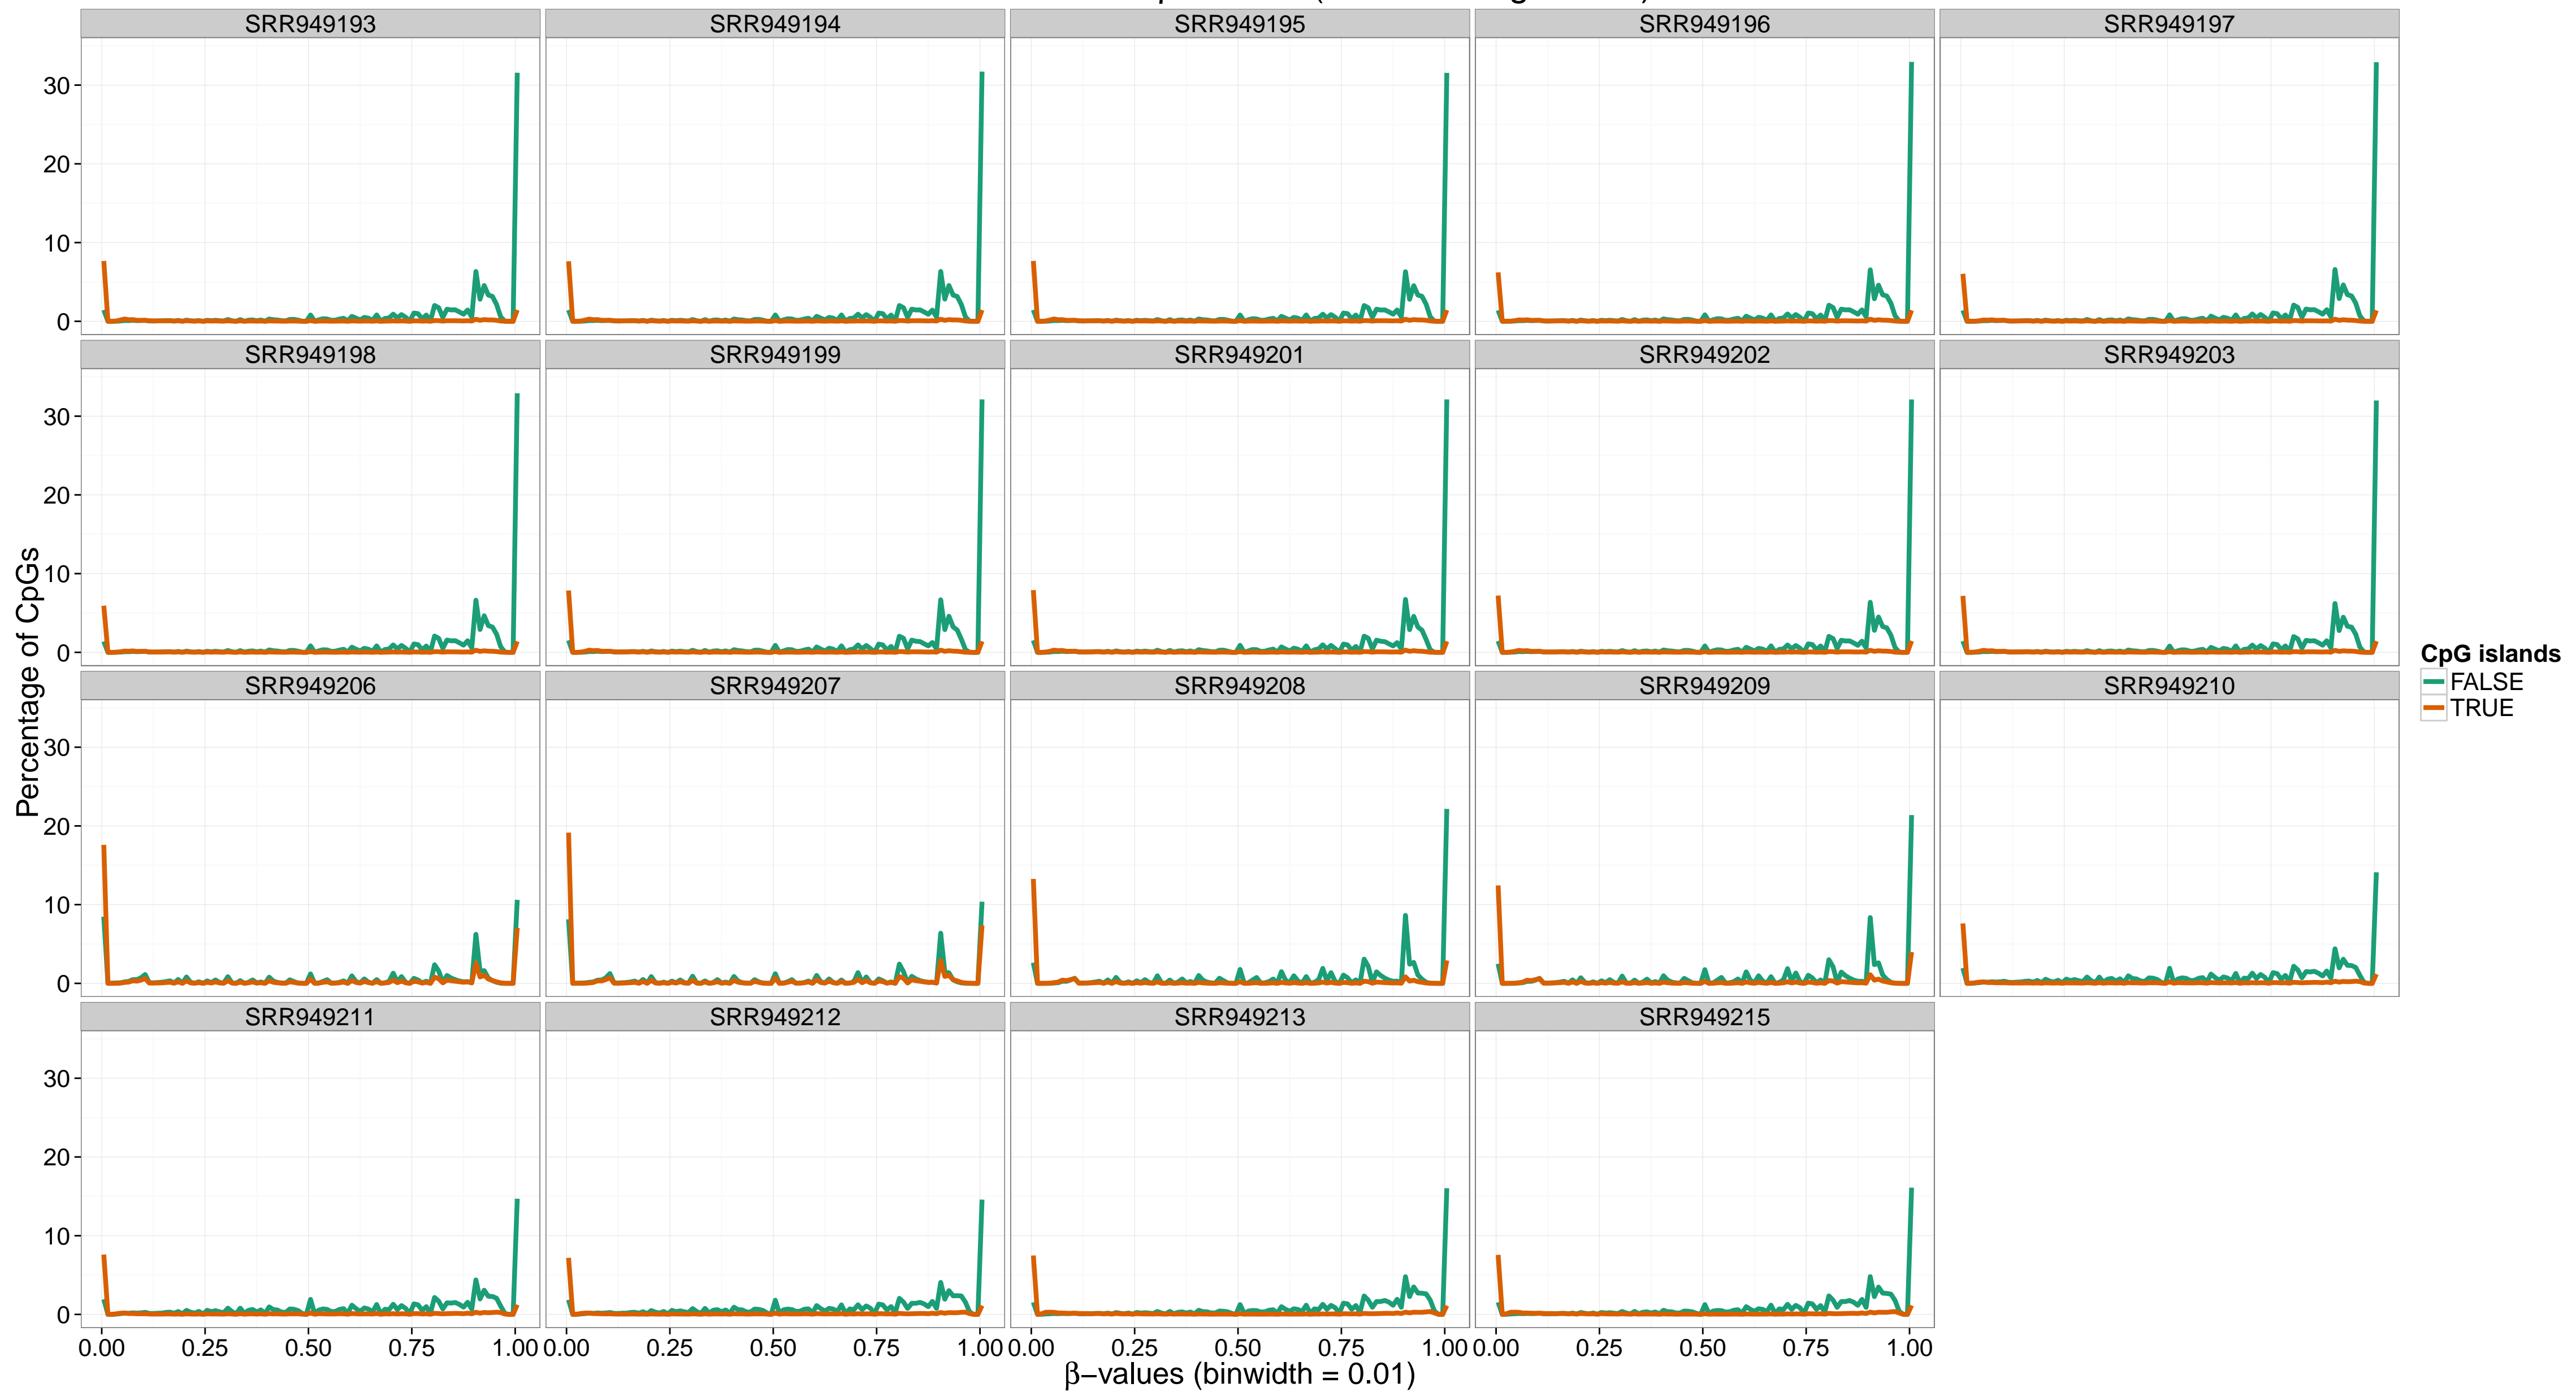 SRR949193 SRR949194 SRR949195 SRR949196 SRR949197
30
20
10
0
SRR949198 SRR949199 SRR949201 SRR949202 SRR949203
30
20
10
0
SRR949206 SRR949207 SRR949208 SRR949209 SRR949210
30
20
10
0
SRR949211 SRR949212 SRR949213 SRR949215
30
20
10
0
0.00 0.25 0.50 0.75 1.00 0.00 0.25 0.50 0.75 1.00 0.00 0.25 0.50 0.75 1.00 0.00 0.25 0.50 0.75 1.00
β−values (binwidth = 0.01)
Percentage of CpGs
CpG islands
FALSE
TRUE